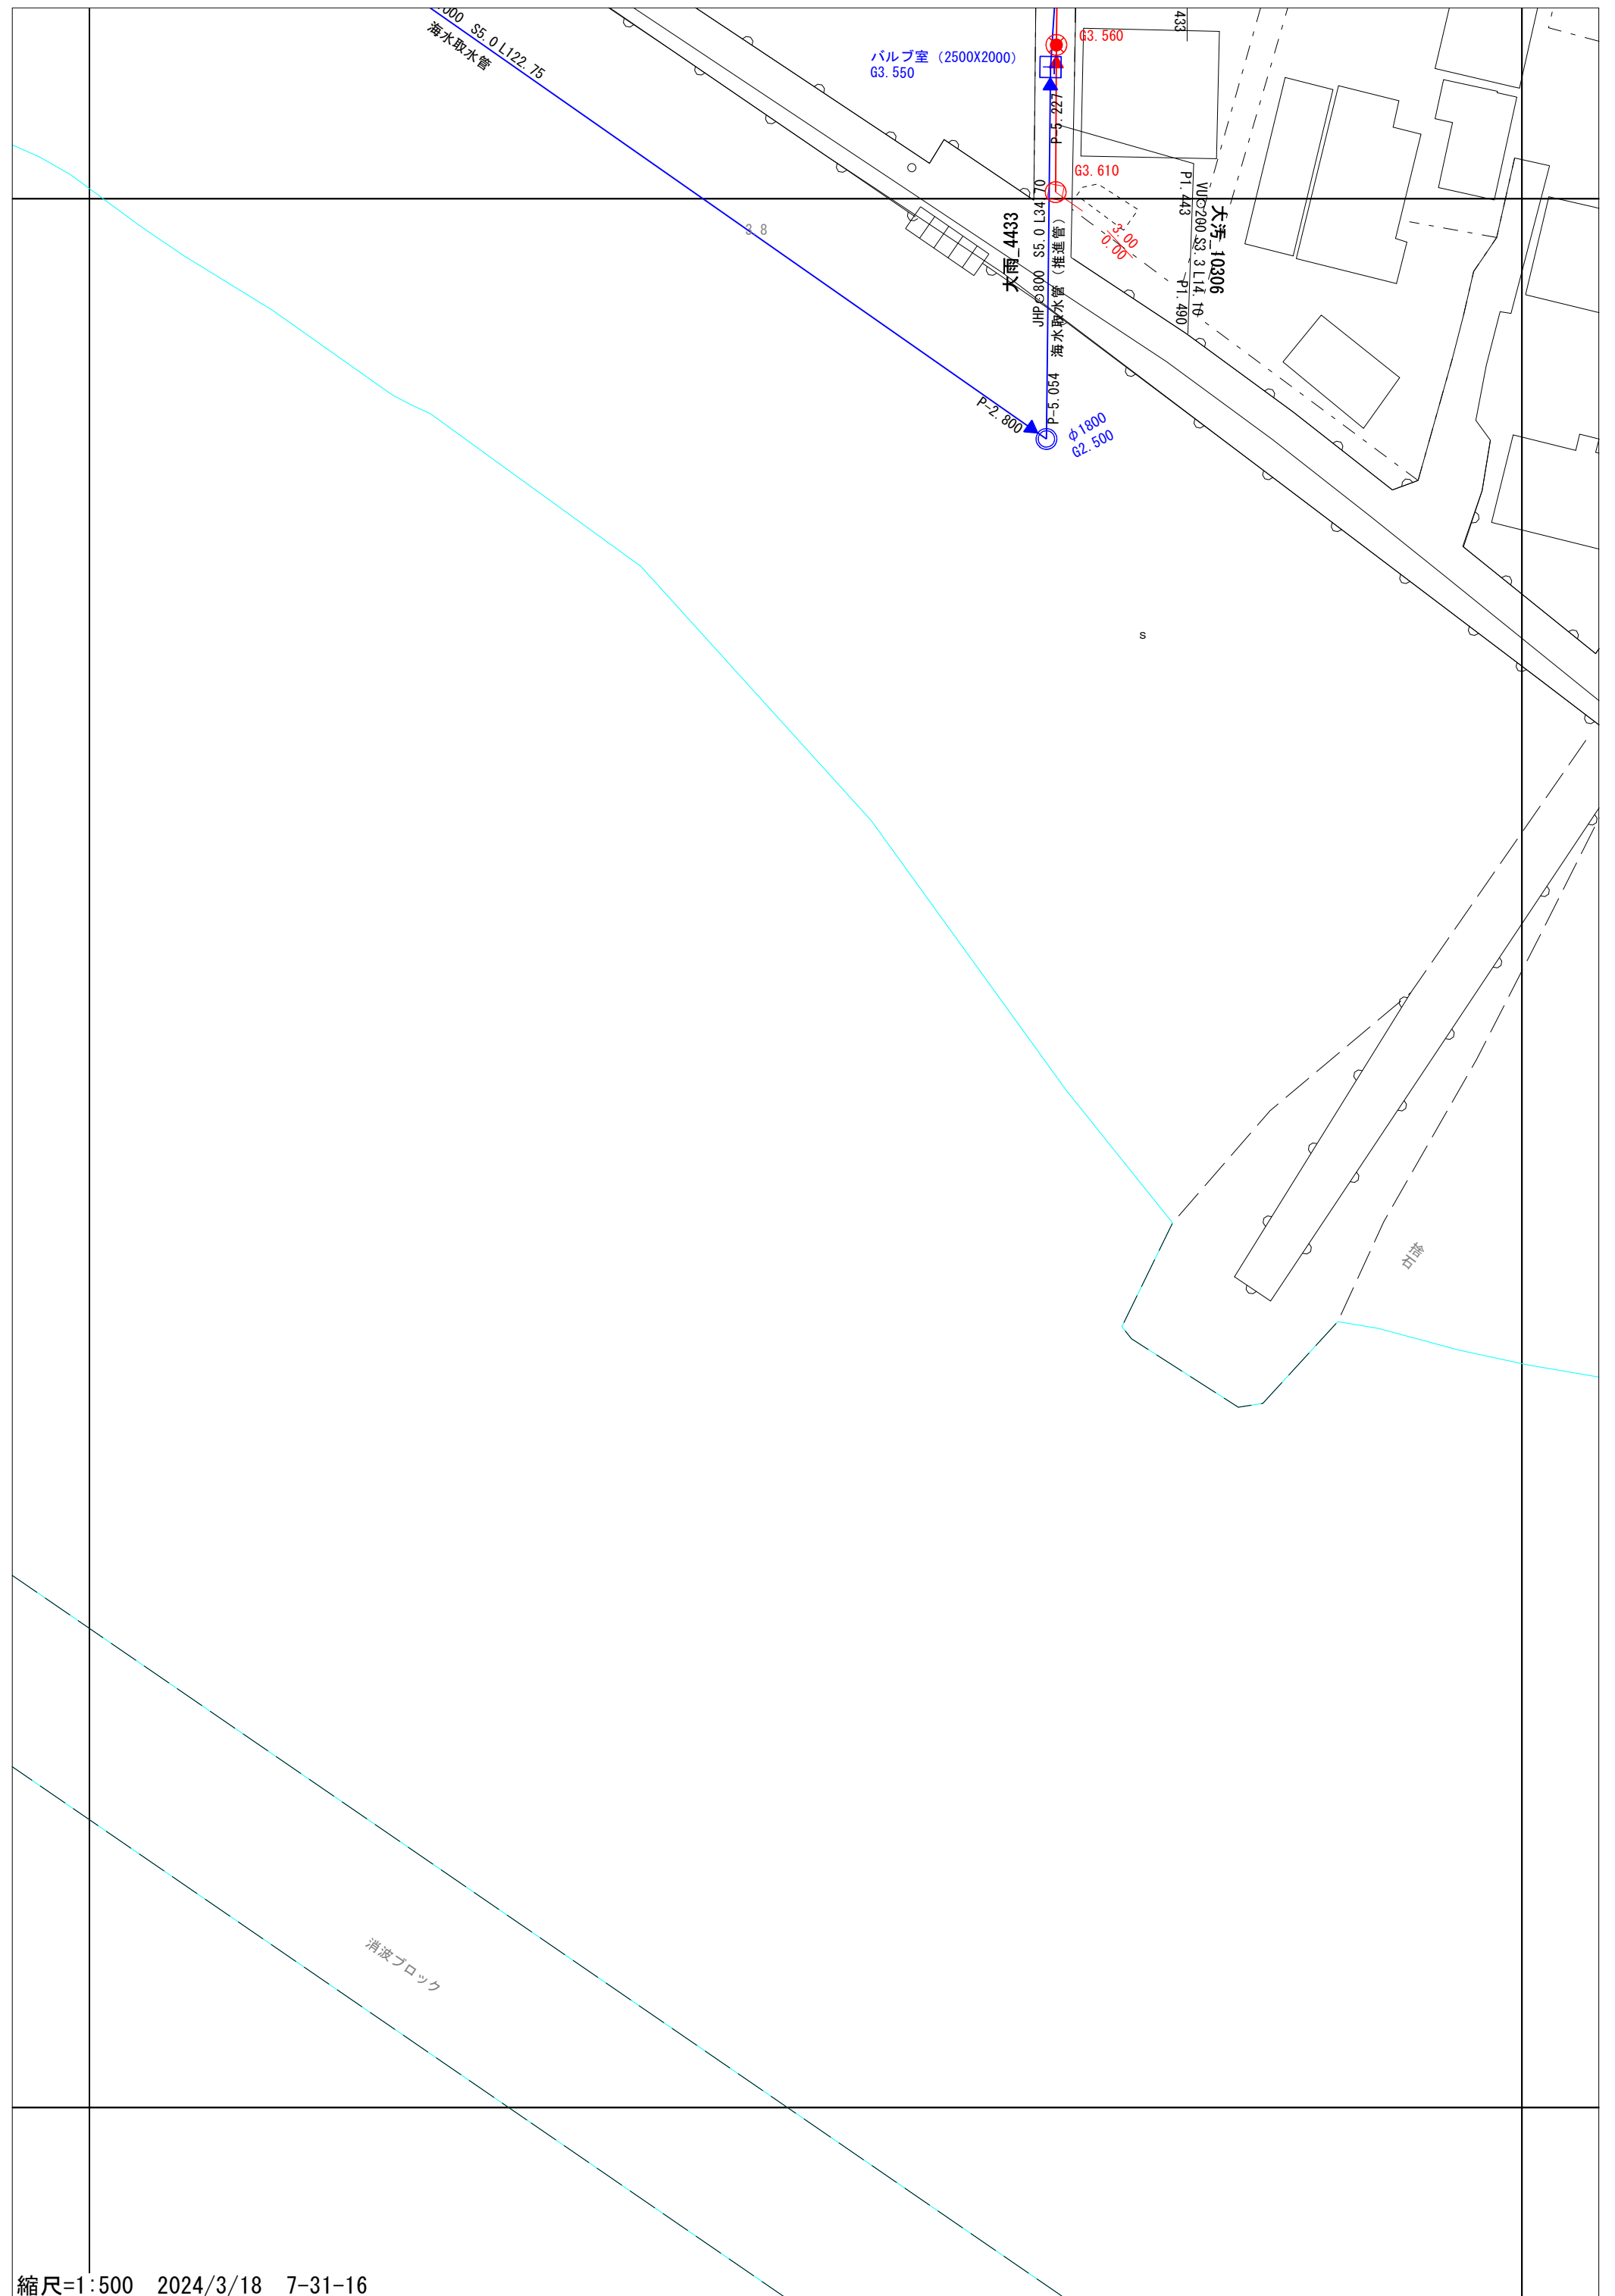 .000 S5.0 L122.75
海水取水管
バルブ室 (2500X2000)
G3.550
G3.560
433
P-5.227
G3.610
3.8
大雨_4433
JHP⊙800 S5.0 L34.70
海水取水管 (推進管)
P-5.054
3.00
0.00
P1.443
VU⊙200 S3.3 L14.10
大汚_10306
P1.490
P-2.800
φ1800
G2.500
s
捨石
消波ブロック
縮尺=1:500 2024/3/18 7-31-16